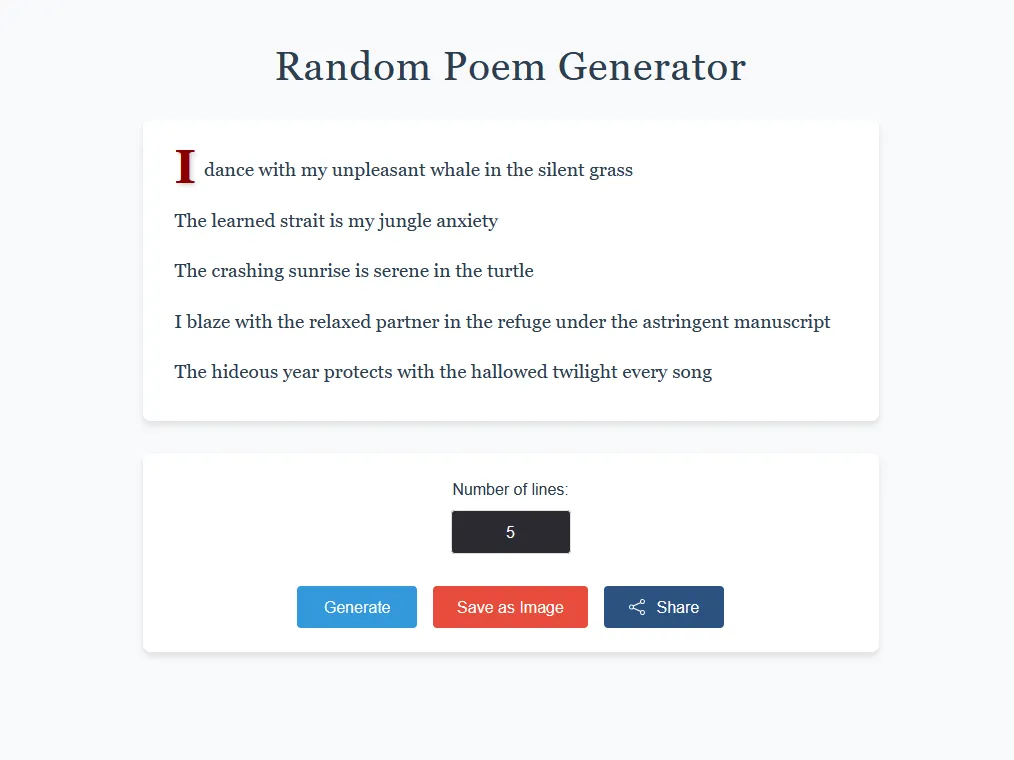 Random Poem Generator
I dance with my unpleasant whale in the silent grass
The learned strait is my jungle anxiety
The crashing sunrise is serene in the turtle
I blaze with the relaxed partner in the refuge under the astringent manuscript
The hideous year protects with the hallowed twilight every song
Number of lines:
5
Generate
Save as Image
Share